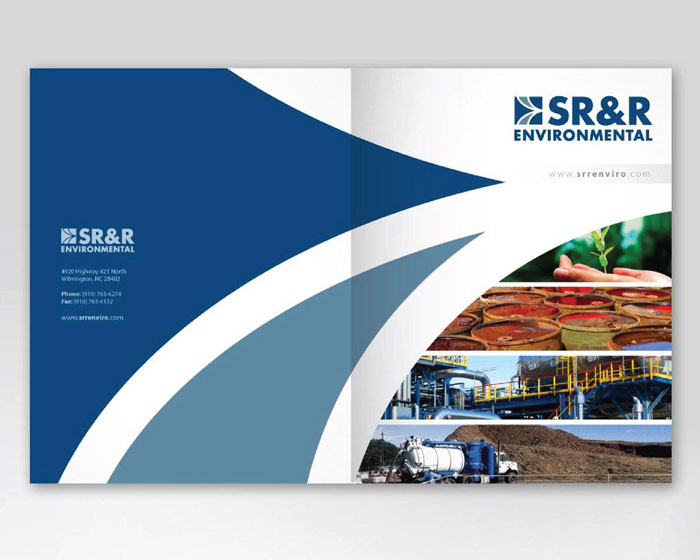 SR&R
ENVIRONMENTAL
4920 Highway 421 North
Wilmington, NC 28402
Phone: (910) 763-6274
Fax: (910) 763-6132
www.srrenviro.com
SR&R
ENVIRONMENTAL
www.srrenviro.com